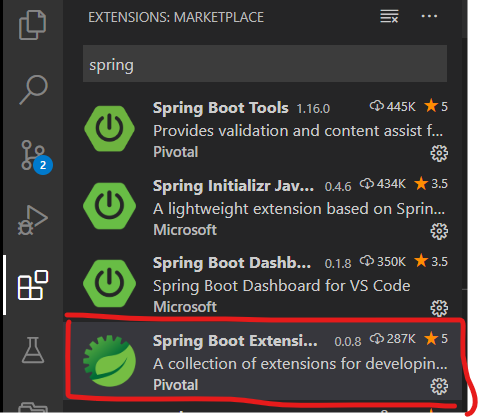 EXTENSIONS: MARKETPLACE
spring
Spring Boot Tools 1.16.0 445K 5
Provides validation and content assist f...
Pivotal
Spring Initializr Jav... 0.4.6 434K 3.5
A lightweight extension based on Sprin...
Microsoft
2
Spring Boot Dashb... 0.1.8 350K 3.5
Spring Boot Dashboard for VS Code
Microsoft
Spring Boot Extensi... 0.0.8 287K 5
A collection of extensions for developin...
Pivotal